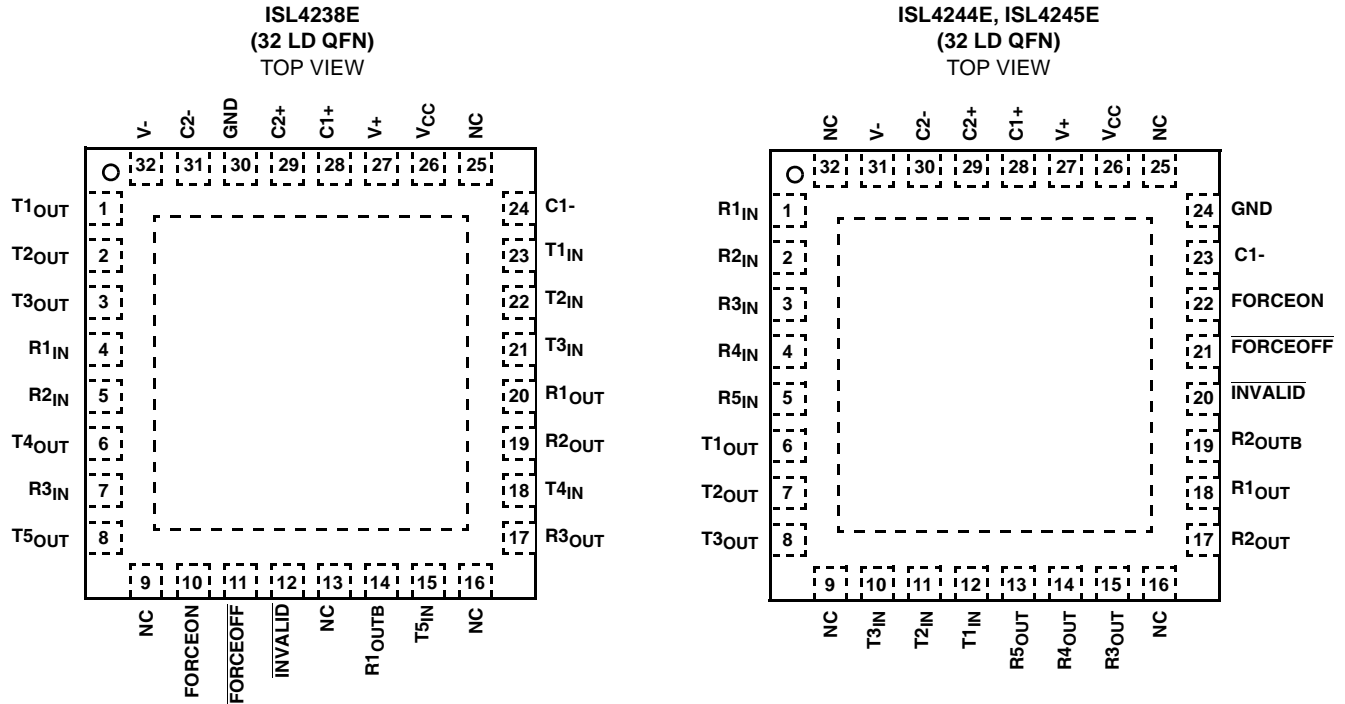 ISL4238E
(32 LD QFN)
TOP VIEW
V- C2- GND C2+ C1+ V+ VCC NC
32 31 30 29 28 27 26 25
T1OUT 1
T2OUT 2
T3OUT 3
R1IN 4
R2IN 5
T4OUT 6
R3IN 7
T5OUT 8
24 C1-
23 T1IN
22 T2IN
21 T3IN
20 R1OUT
19 R2OUT
18 T4IN
17 R3OUT
9 10 11 12 13 14 15 16
NC FORCEON FORCEOFF INVALID NC R1OUTB T5IN NC
ISL4244E, ISL4245E
(32 LD QFN)
TOP VIEW
NC V- C2- C2+ C1+ V+ VCC NC
32 31 30 29 28 27 26 25
R1IN 1
R2IN 2
R3IN 3
R4IN 4
R5IN 5
T1OUT 6
T2OUT 7
T3OUT 8
24 GND
23 C1-
22 FORCEON
21 FORCEOFF
20 INVALID
19 R2OUTB
18 R1OUT
17 R2OUT
9 10 11 12 13 14 15 16
NC T3IN T2IN T1IN R5OUT R4OUT R3OUT NC